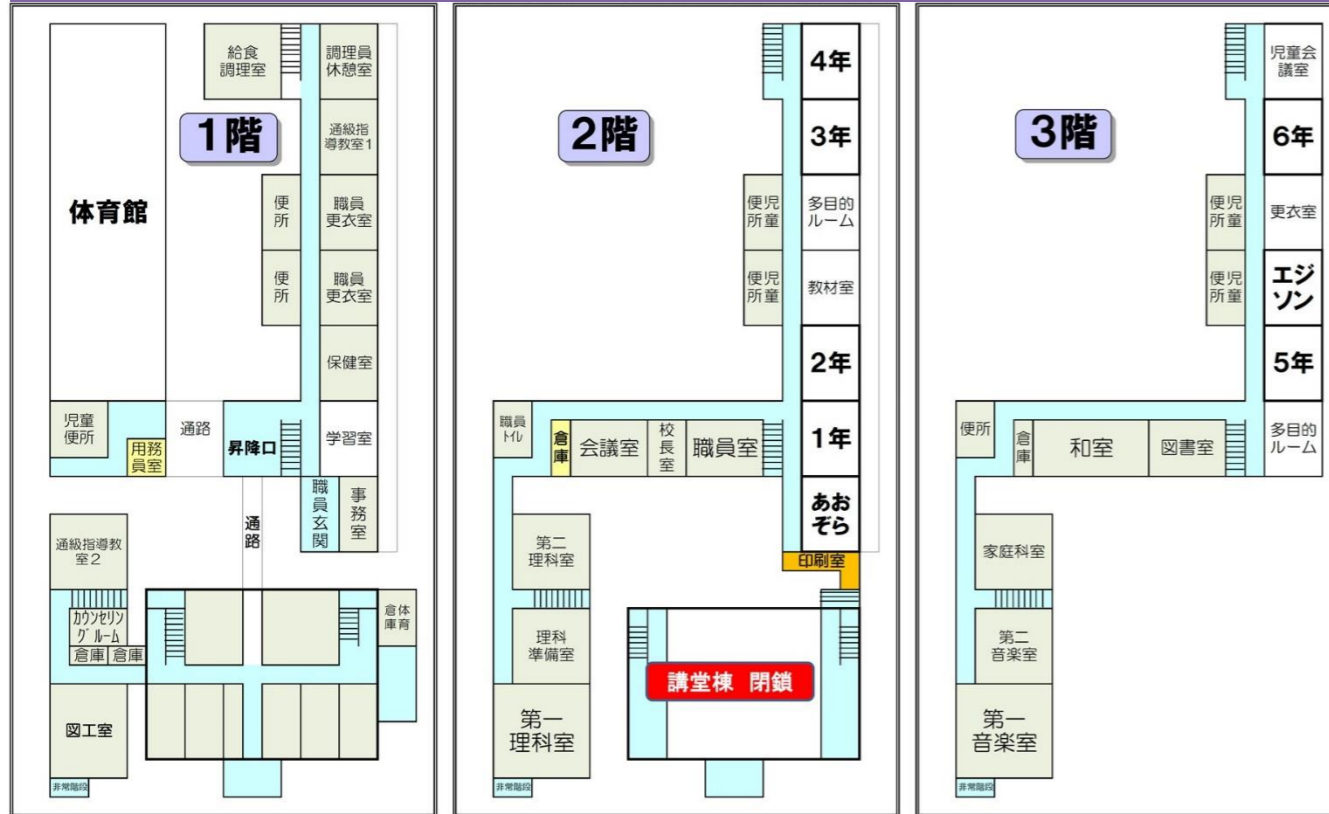 1階
体育館
給食
調理室
調理員
休憩室
通級指
導教室1
便所
職員
更衣室
便所
職員
更衣室
保健室
児童
便所
用務
員室
通路
昇降口
学習室
職員玄関
事務室
通路
通級指導教
室2
カウンセリン
グルーム
倉庫
倉庫
体育倉庫
図工室
非常階段
2階
4年
3年
児童便所
多目的
ルーム
児童便所
教材室
2年
職員
トイレ
倉庫
会議室
校長室
職員室
1年
あお
ぞら
印刷室
第二
理科室
理科
準備室
講堂棟 閉鎖
第一
理科室
非常階段
3階
児童会
議室
6年
児童便所
更衣室
児童便所
エジ
ソン
5年
便所
倉庫
和室
図書室
多目的
ルーム
家庭科室
第二
音楽室
第一
音楽室
非常階段